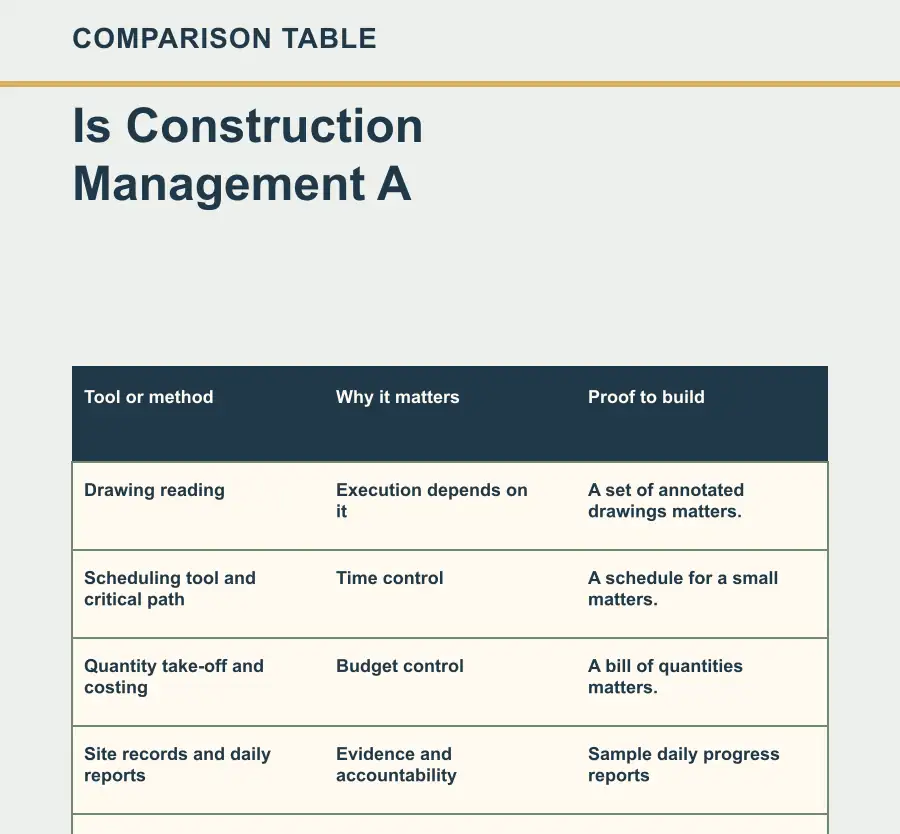 COMPARISON TABLE
Is Construction
Management A
Tool or method
Why it matters
Proof to build
Drawing reading
Execution depends on
it
A set of annotated
drawings matters.
Scheduling tool and
critical path
Time control
A schedule for a small
matters.
Quantity take-off and
costing
Budget control
A bill of quantities
matters.
Site records and daily
reports
Evidence and
accountability
Sample daily progress
reports